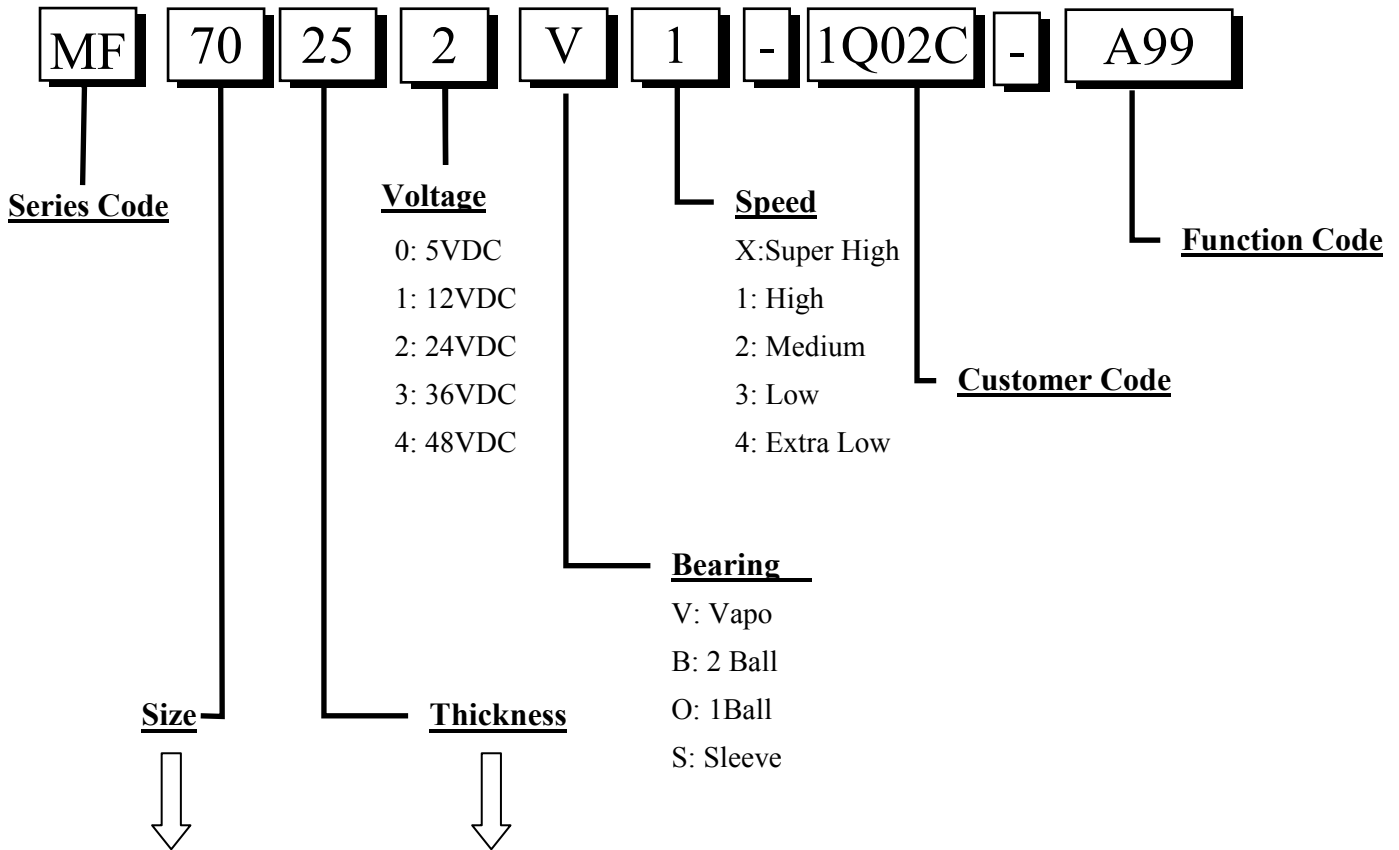 MF 70 25 2 V 1 - 1Q02C - A99
Series Code
Voltage
0: 5VDC
1: 12VDC
2: 24VDC
3: 36VDC
4: 48VDC
Speed
X:Super High
1: High
2: Medium
3: Low
4: Extra Low
Function Code
Customer Code
Bearing
V: Vapo
B: 2 Ball
O: 1Ball
S: Sleeve
Size
Thickness